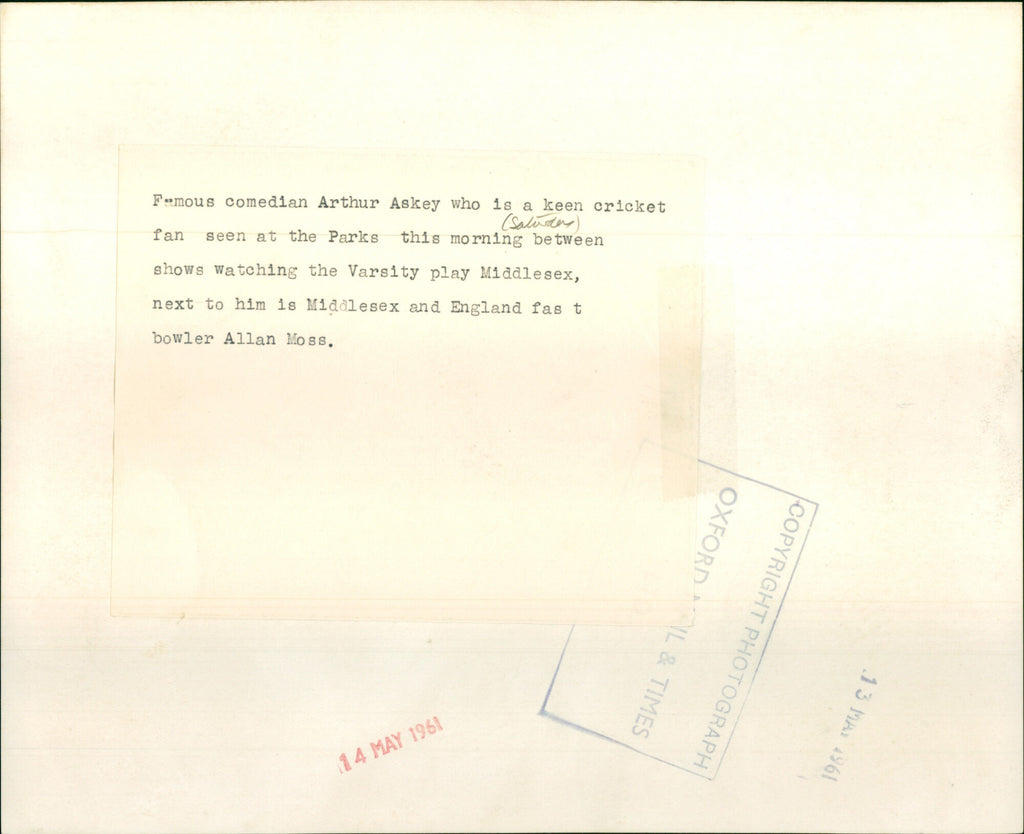 Famous comedian Arthur Askey who is a keen cricket
(Saturday)
fan seen at the Parks this morning between
shows watching the Varsity play Middlesex,
next to him is Middlesex and England fas t
bowler Allan Moss.
COPYRIGHT PHOTOGRAPH
OXFORD MAIL & TIMES
14 MAY 1961
13 MAY 1961